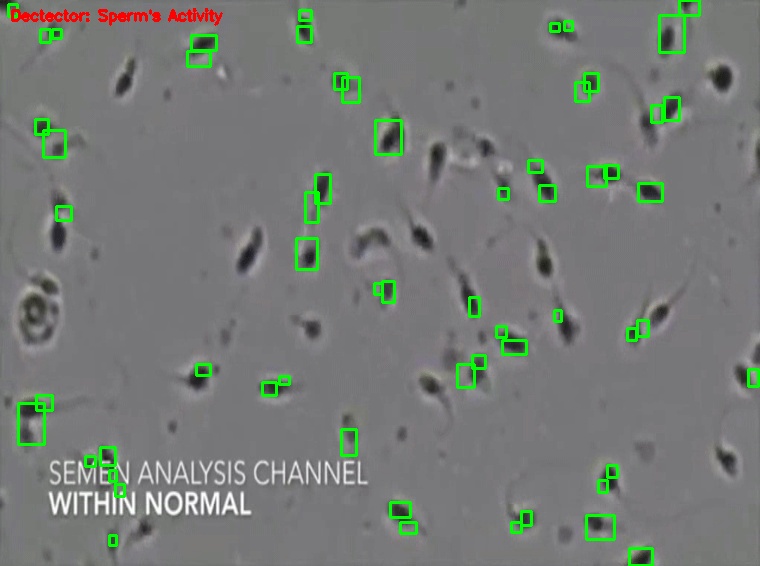 Dectector: Sperm's Activity
SEMEN ANALYSIS CHANNEL
WITHIN NORMAL